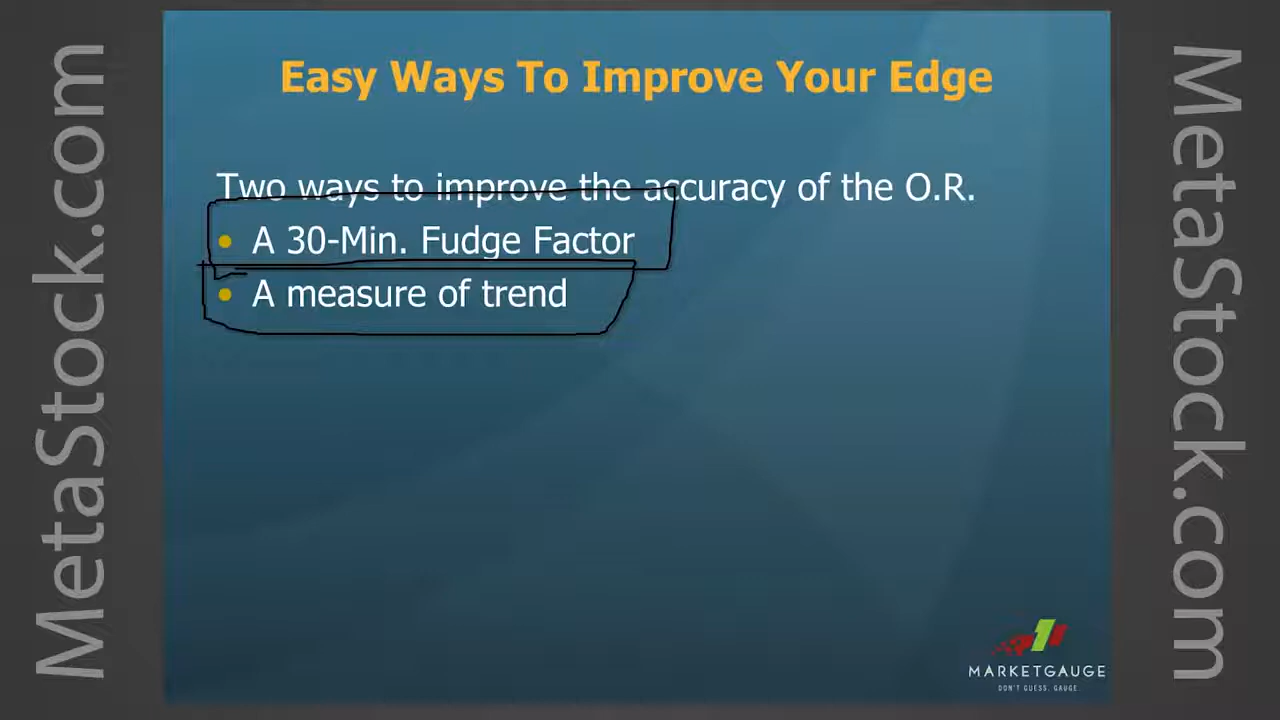 Easy Ways To Improve Your Edge
Two ways to improve the accuracy of the O.R.
• A 30-Min. Fudge Factor
• A measure of trend
MetaStock.com
MetaStock.com
MARKETGAUGE
DON'T GUESS. GAUGE.